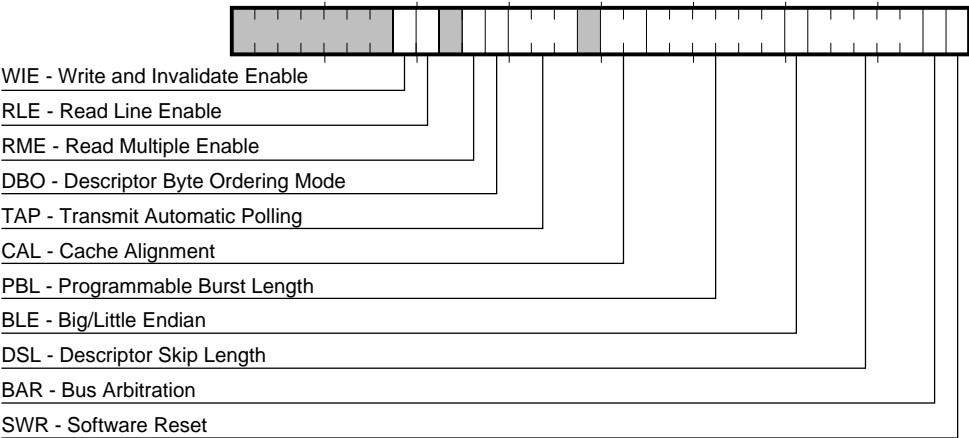 WIE - Write and Invalidate Enable
RLE - Read Line Enable
RME - Read Multiple Enable
DBO - Descriptor Byte Ordering Mode
TAP - Transmit Automatic Polling
CAL - Cache Alignment
PBL - Programmable Burst Length
BLE - Big/Little Endian
DSL - Descriptor Skip Length
BAR - Bus Arbitration
SWR - Software Reset